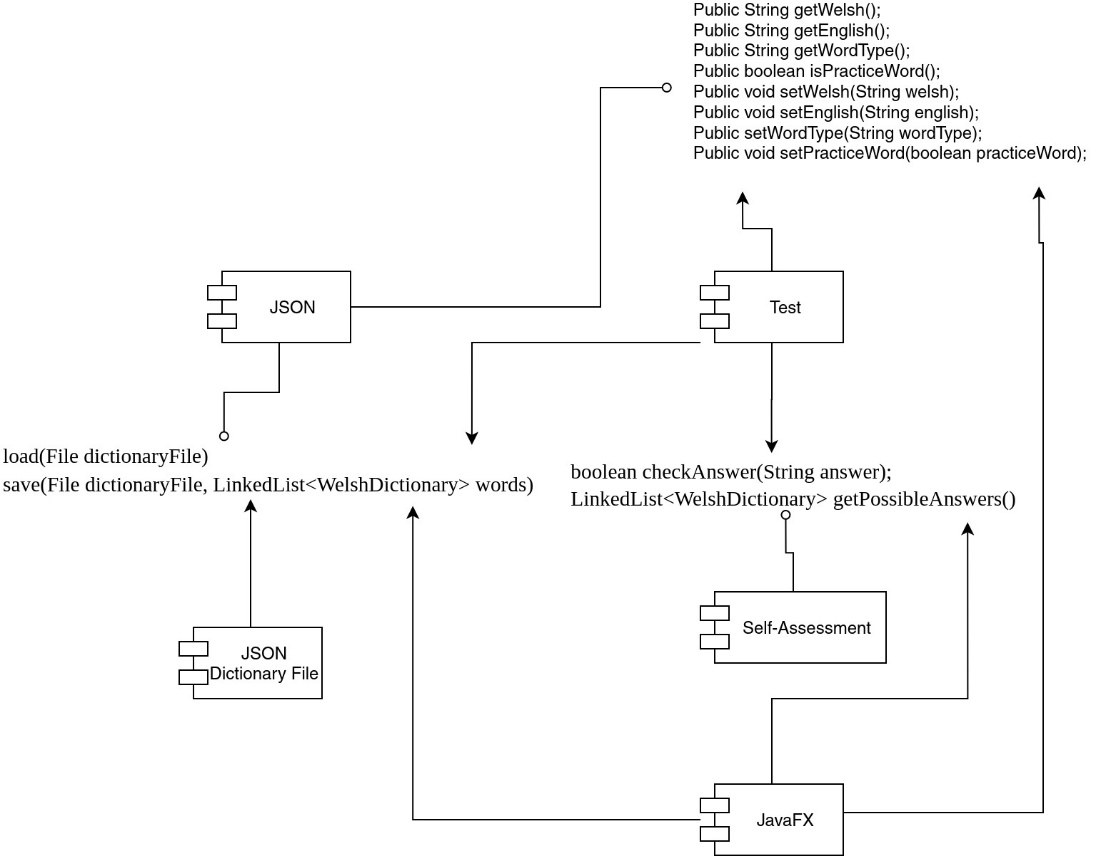 Public String getWelsh();
Public String getEnglish();
Public String getWordType();
Public boolean isPracticeWord();
Public void setWelsh(String welsh);
Public void setEnglish(String english);
Public setWordType(String wordType);
Public void setPracticeWord(boolean practiceWord);
JSON
Test
load(File dictionaryFile)
save(File dictionaryFile, LinkedList<WelshDictionary> words)
boolean checkAnswer(String answer);
LinkedList<WelshDictionary> getPossibleAnswers()
Self-Assessment
JSON
Dictionary File
JavaFX